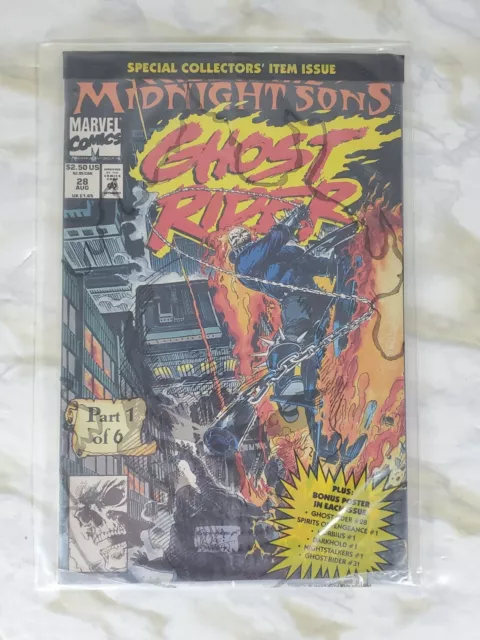 SPECIAL COLLECTORS' ITEM ISSUE
MIDNIGHT SONS
MARVEL
COMICS
$2.50 US
28
AUG
GHOST
RIDER
Part 1
of 6
PLUS:
BONUS POSTER
IN EACH ISSUE
• GHOST RIDER #28
SPIRITS OF VENGEANCE #1
• MORBIUS #1
• DARKHOLD #1
• NIGHTSTALKERS #1
• GHOST RIDER #31